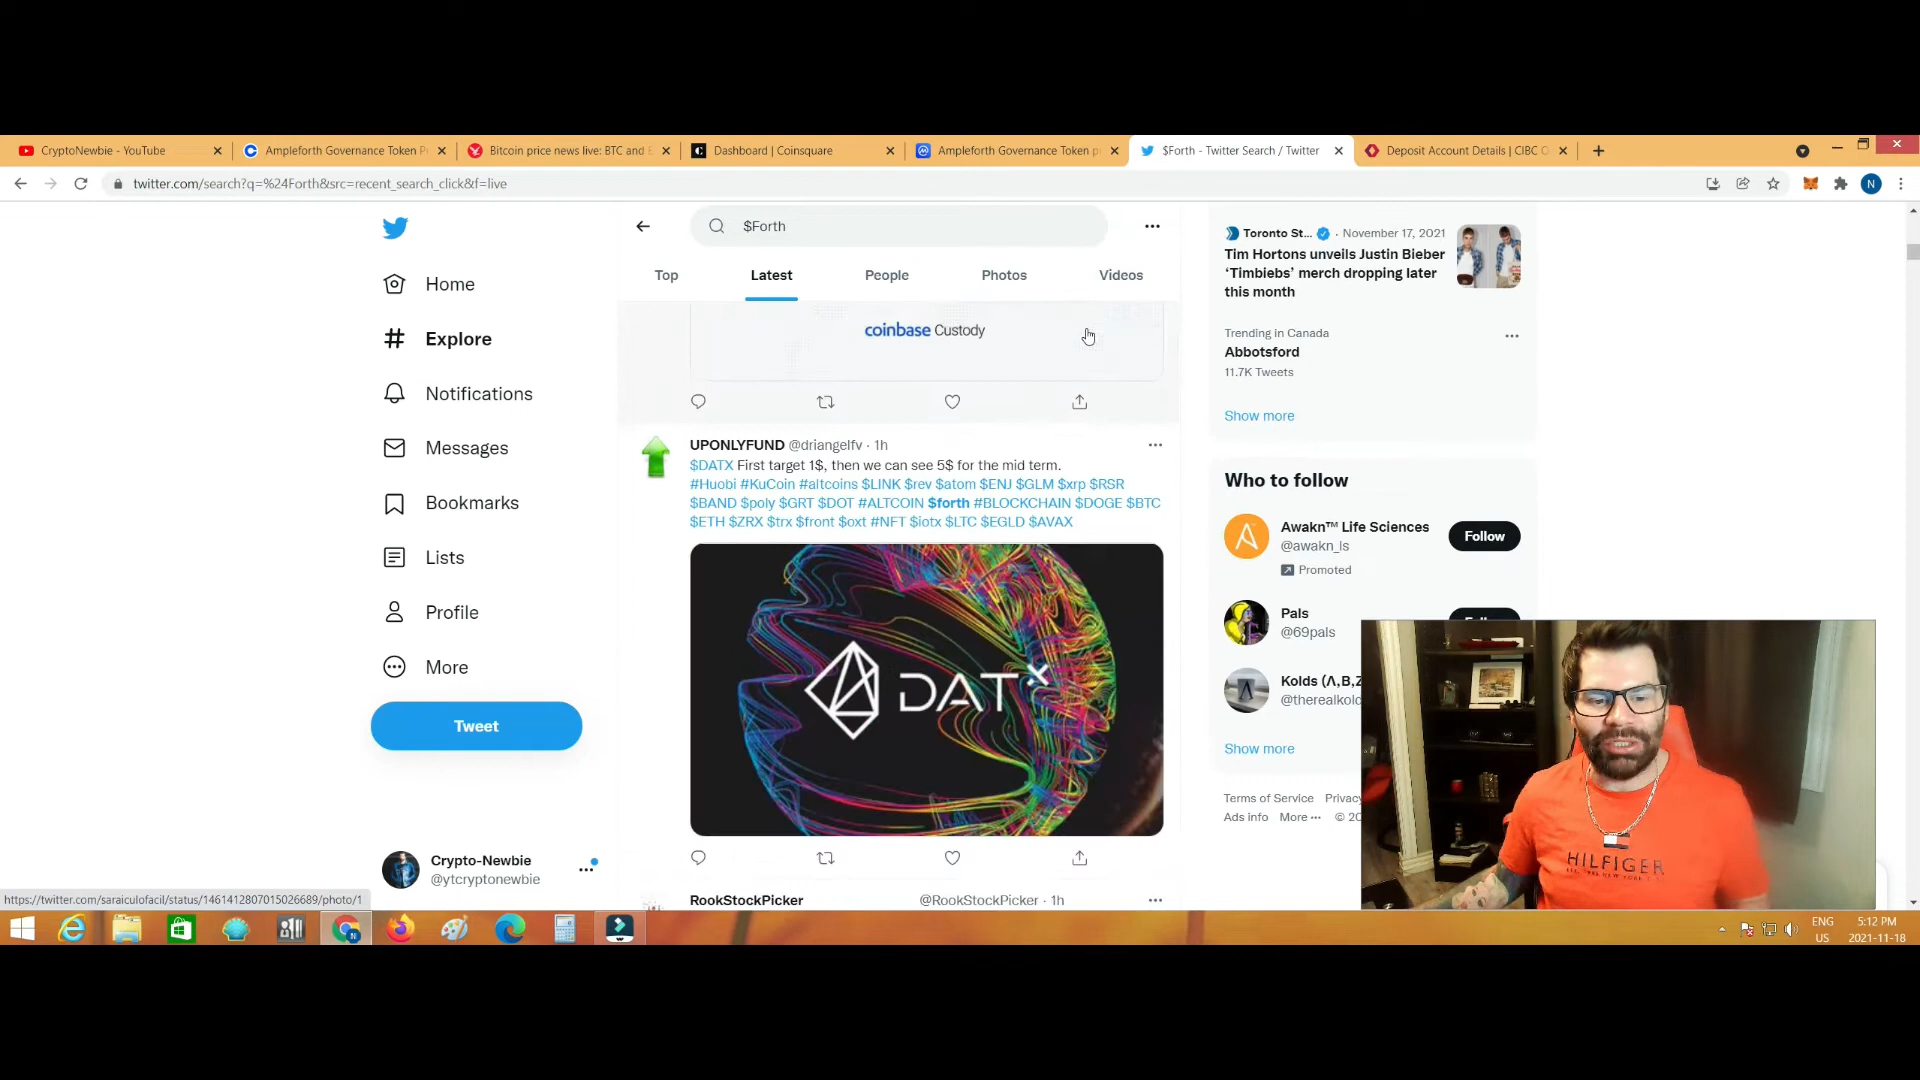 CryptoNewbie - YouTube
Ampleforth Governance Token P
Bitcoin price news live: BTC and E
Dashboard | Coinsquare
Ampleforth Governance Token p
$Forth - Twitter Search / Twitter
Deposit Account Details | CIBC O
twitter.com/search?q=%24Forth&src=recent_search_click&f=live
N
$Forth
Top
Latest
People
Photos
Videos
Home
Explore
Notifications
Messages
Bookmarks
Lists
Profile
More
Tweet
Crypto-Newbie
@ytcryptonewbie
coinbase Custody
UPONLYFUND @driangelfv · 1h
$DATX First target 1$, then we can see 5$ for the mid term.
#Huobi #KuCoin #altcoins $LINK $rev $atom $ENJ $GLM $xrp $RSR
$BAND $poly $GRT $DOT #ALTCOIN $forth #BLOCKCHAIN $DOGE $BTC
$ETH $ZRX $trx $front $oxt #NFT $iotx $LTC $EGLD $AVAX
DATx
RookStockPicker @RookStockPicker · 1h
Toronto St... · November 17, 2021
Tim Hortons unveils Justin Bieber
‘Timbiebs’ merch dropping later
this month
Trending in Canada
Abbotsford
11.7K Tweets
Show more
Who to follow
Awakn™ Life Sciences
@awakn_ls
Promoted
Follow
Pals
@69pals
Kolds (Λ,B,Z
@therealkold
Show more
Terms of Service Privacy
Ads info More ··· © 20
HILFIGER
https://twitter.com/saraiculofacil/status/1461412807015026689/photo/1
ENG
US
5:12 PM
2021-11-18